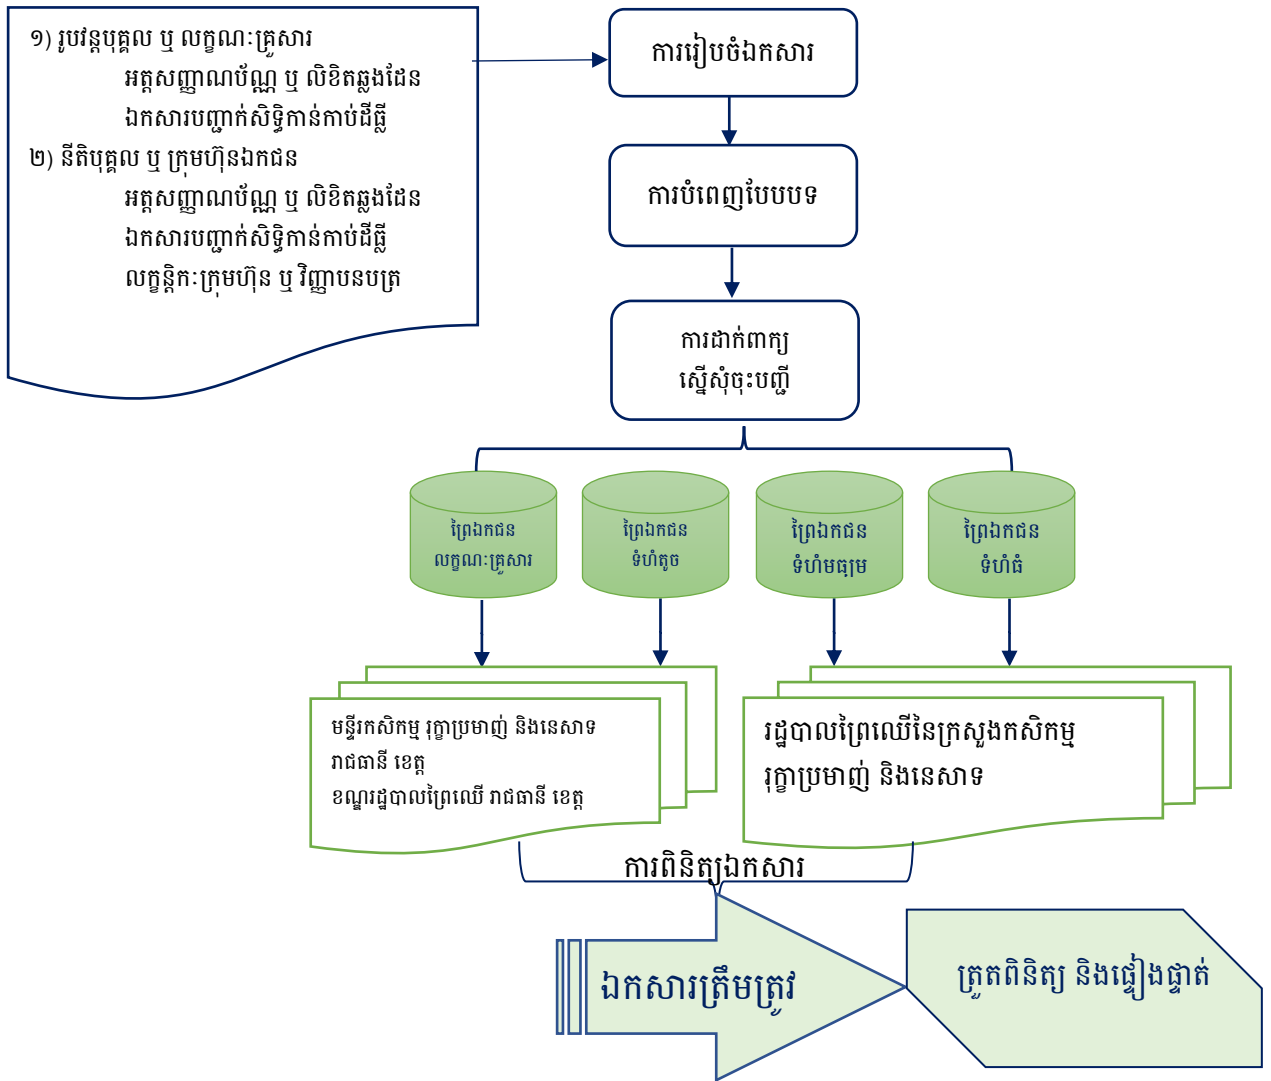 ១) រូបវន្តបុគ្គល ឬ លក្ខណៈគ្រួសារ
អត្តសញ្ញាណប័ណ្ណ ឬ លិខិតឆ្លងដែន
ឯកសារបញ្ជាក់សិទ្ធិកាន់កាប់ដីធ្លី
២) នីតិបុគ្គល ឬ ក្រុមហ៊ុនឯកជន
អត្តសញ្ញាណប័ណ្ណ ឬ លិខិតឆ្លងដែន
ឯកសារបញ្ជាក់សិទ្ធិកាន់កាប់ដីធ្លី
លក្ខន្តិកៈក្រុមហ៊ុន ឬ វិញ្ញាបនបត្រ
ការរៀបចំឯកសារ
ការបំពេញបែបបទ
ការដាក់ពាក្យ
ស្នើសុំចុះបញ្ជី
ព្រៃឯកជន
លក្ខណៈគ្រួសារ
ព្រៃឯកជន
ទំហំតូច
ព្រៃឯកជន
ទំហំមធ្យម
ព្រៃឯកជន
ទំហំធំ
មន្ទីរកសិកម្ម រុក្ខាប្រមាញ់ និងនេសាទ
រាជធានី ខេត្ត
ខណ្ឌរដ្ឋបាលព្រៃឈើ រាជធានី ខេត្ត
រដ្ឋបាលព្រៃឈើនៃក្រសួងកសិកម្ម
រុក្ខាប្រមាញ់ និងនេសាទ
ការពិនិត្យឯកសារ
ឯកសារត្រឹមត្រូវ
ត្រួតពិនិត្យ និងផ្ទៀងផ្ទាត់